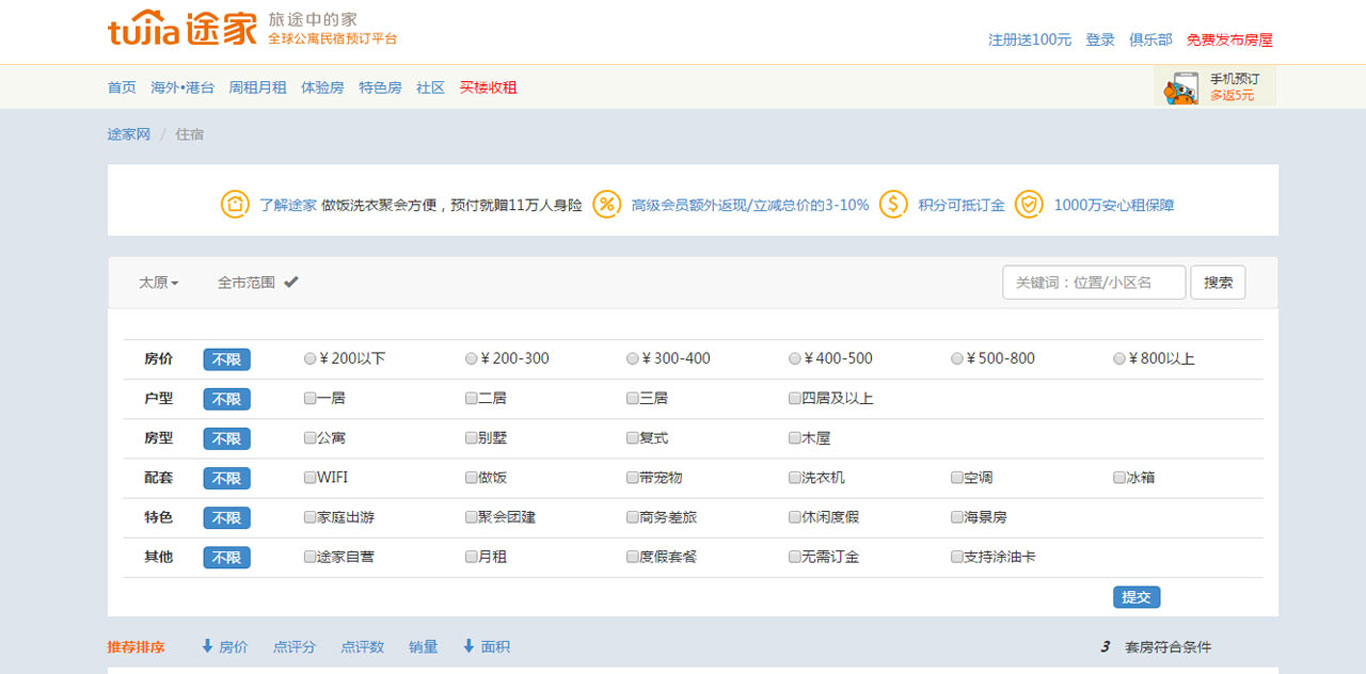 tujia 途家 旅途中的家
全球公寓民宿预订平台
注册送100元 登录 俱乐部 免费发布房屋
首页 海外•港台 周租月租 体验房 特色房 社区 买楼收租
手机预订
多返5元
途家网 / 住宿
了解途家 做饭洗衣聚会方便，预付就赠11万人身险 % 高级会员额外返现/立减总价的3-10% $ 积分可抵订金 1000万安心租保障
太原 全市范围 关键词：位置/小区名 搜索
房价 不限 ¥200以下 ¥200-300 ¥300-400 ¥400-500 ¥500-800 ¥800以上
户型 不限 一居 二居 三居 四居及以上
房型 不限 公寓 别墅 复式 木屋
配套 不限 WIFI 做饭 带宠物 洗衣机 空调 冰箱
特色 不限 家庭出游 聚会团建 商务差旅 休闲度假 海景房
其他 不限 途家自营 月租 度假套餐 无需订金 支持涂油卡
提交
推荐排序 房价 点评分 点评数 销量 面积 3 套房符合条件